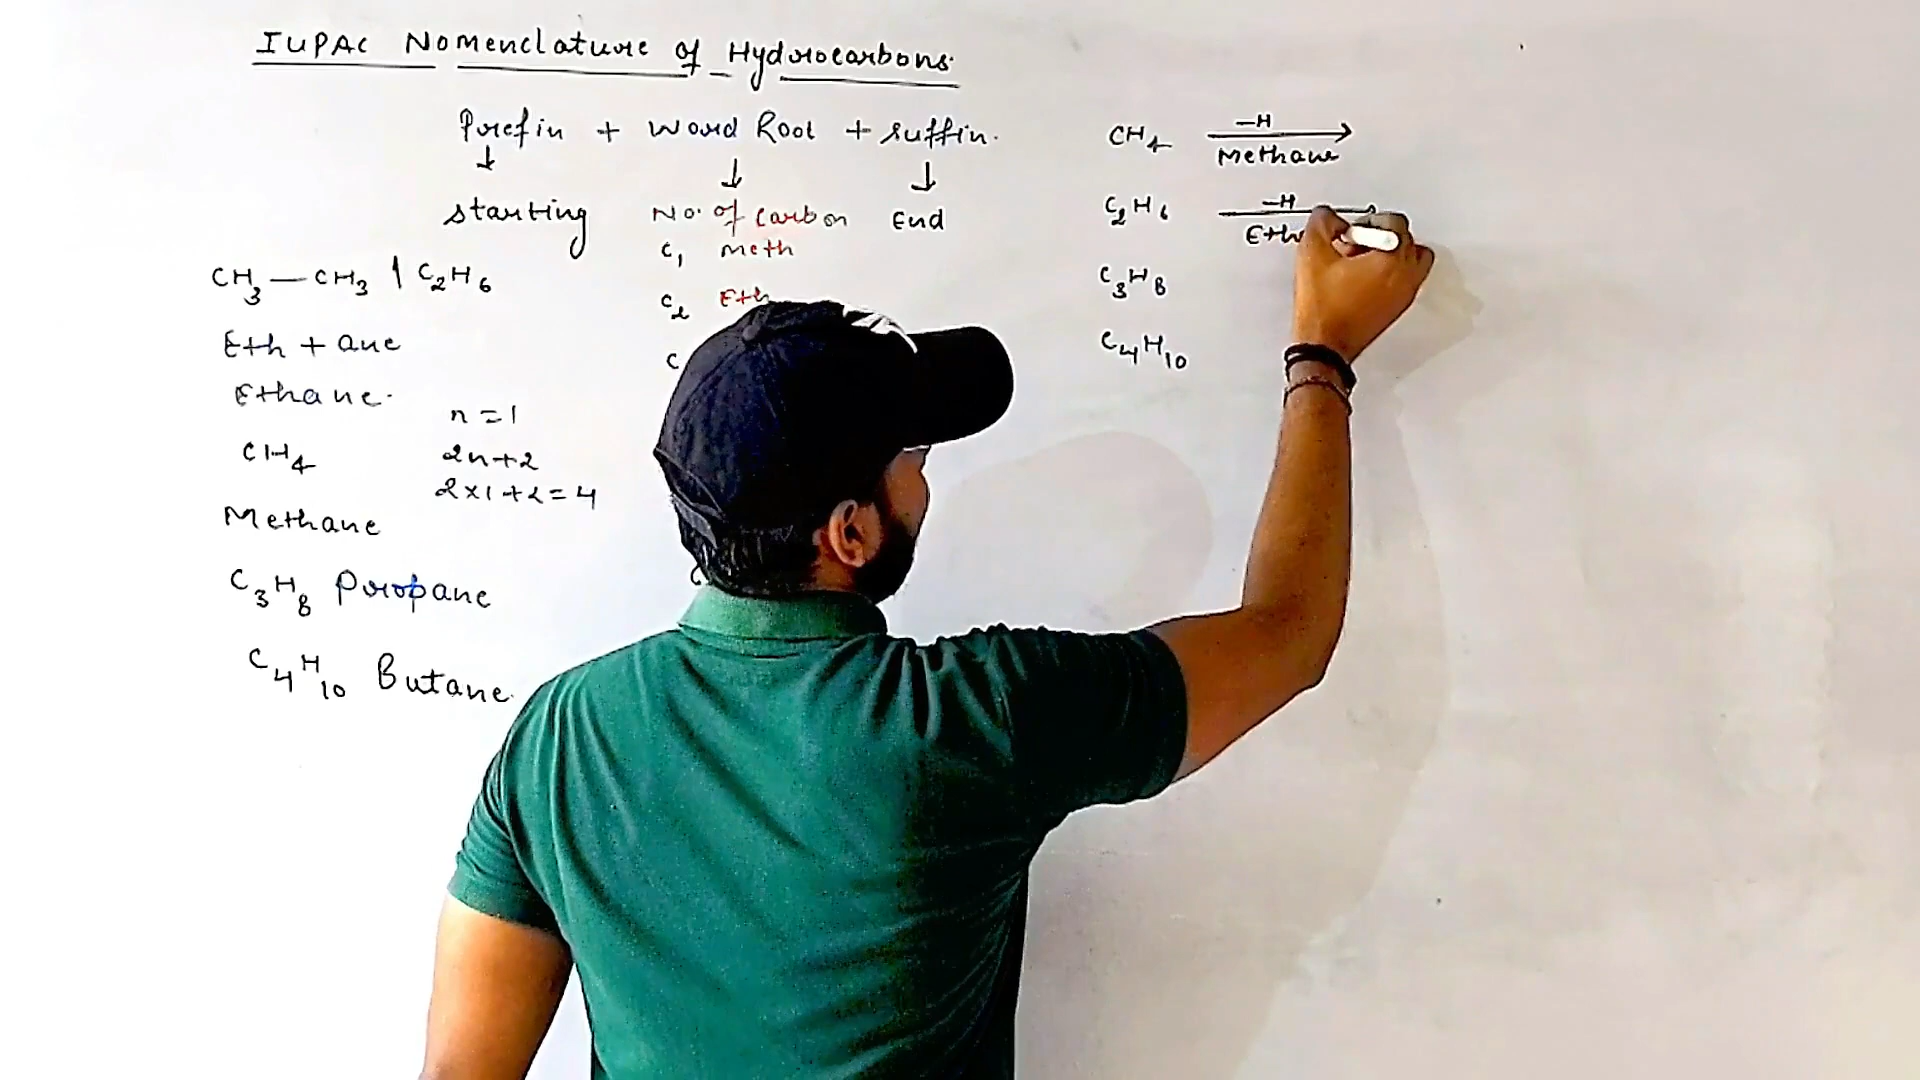 IUPAC Nomenclature of Hydrocarbons.
Prefix + Word Root + suffix.
↓ ↓ ↓
starting No. of carbon End
C1 meth
C2 Eth
C
CH3 — CH3 | C2H6
Eth + ane
Ethane.
CH4
Methane
C3H8 Propane
C4H10 Butane.
n = 1
2n+2
2×1+2=4
CH4 —H→ Methane
C2H6 —H→ Eth
C3H8
C4H10